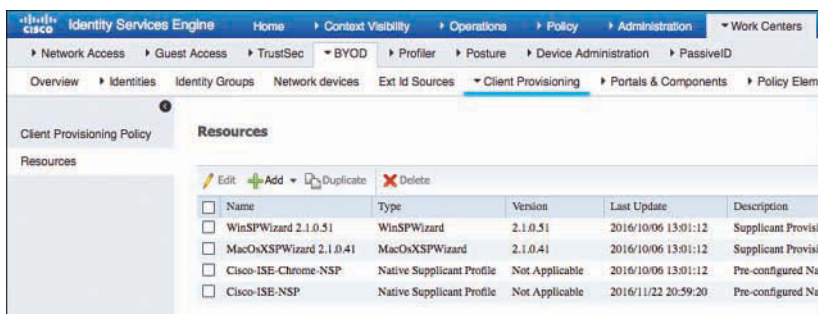 cisco Identity Services Engine Home Context Visibility Operations Policy Administration Work Centers
Network Access Guest Access TrustSec BYOD Profiler Posture Device Administration PassiveID
Overview Identities Identity Groups Network devices Ext Id Sources Client Provisioning Portals & Components Policy Elem
Client Provisioning Policy
Resources
Resources
Edit Add Duplicate Delete
Name Type Version Last Update Description
WinSPWizard 2.1.0.51 WinSPWizard 2.1.0.51 2016/10/06 13:01:12 Supplicant Provisi
MacOsXSPWizard 2.1.0.41 MacOsXSPWizard 2.1.0.41 2016/10/06 13:01:12 Supplicant Provisi
Cisco-ISE-Chrome-NSP Native Supplicant Profile Not Applicable 2016/10/06 13:01:12 Pre-configured Na
Cisco-ISE-NSP Native Supplicant Profile Not Applicable 2016/11/22 20:59:20 Pre-configured Na